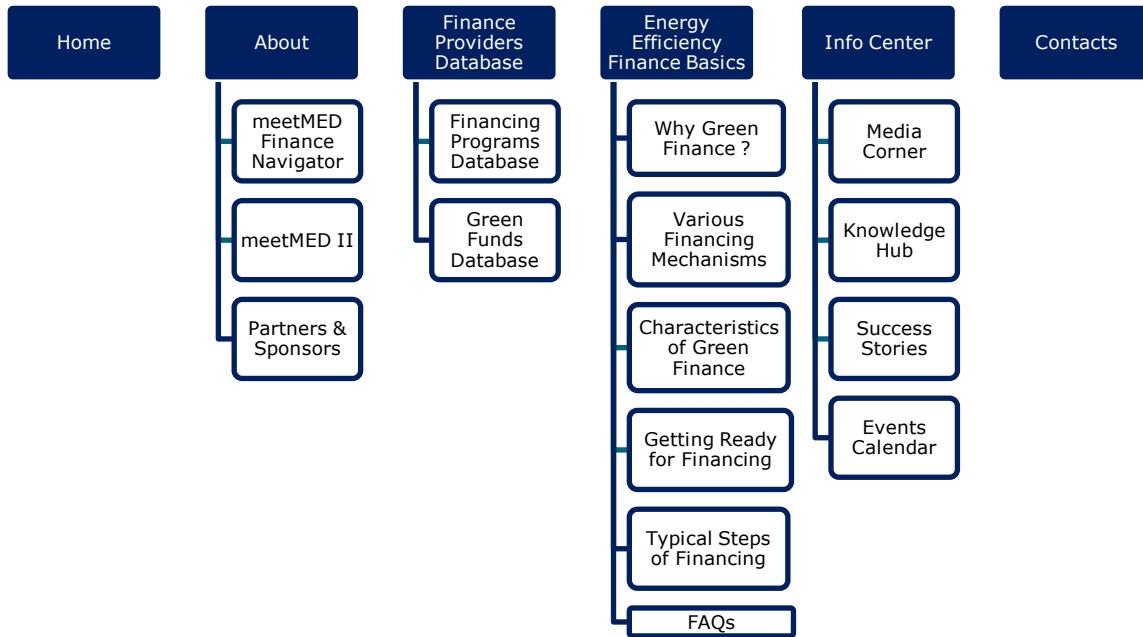 Home
About
meetMED
Finance
Navigator
meetMED II
Partners &
Sponsors
Finance
Providers
Database
Financing
Programs
Database
Green
Funds
Database
Energy
Efficiency
Finance Basics
Why Green
Finance ?
Various
Financing
Mechanisms
Characteristics
of Green
Finance
Getting Ready
for Financing
Typical Steps
of Financing
FAQs
Info Center
Media
Corner
Knowledge
Hub
Success
Stories
Events
Calendar
Contacts